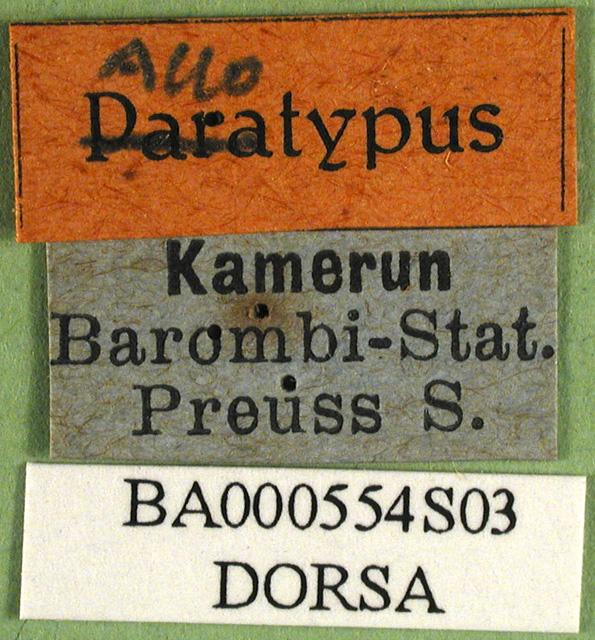 Allo
Paratypus
Kamerun
Barombi-Stat.
Preuss S.
BA000554S03
DORSA